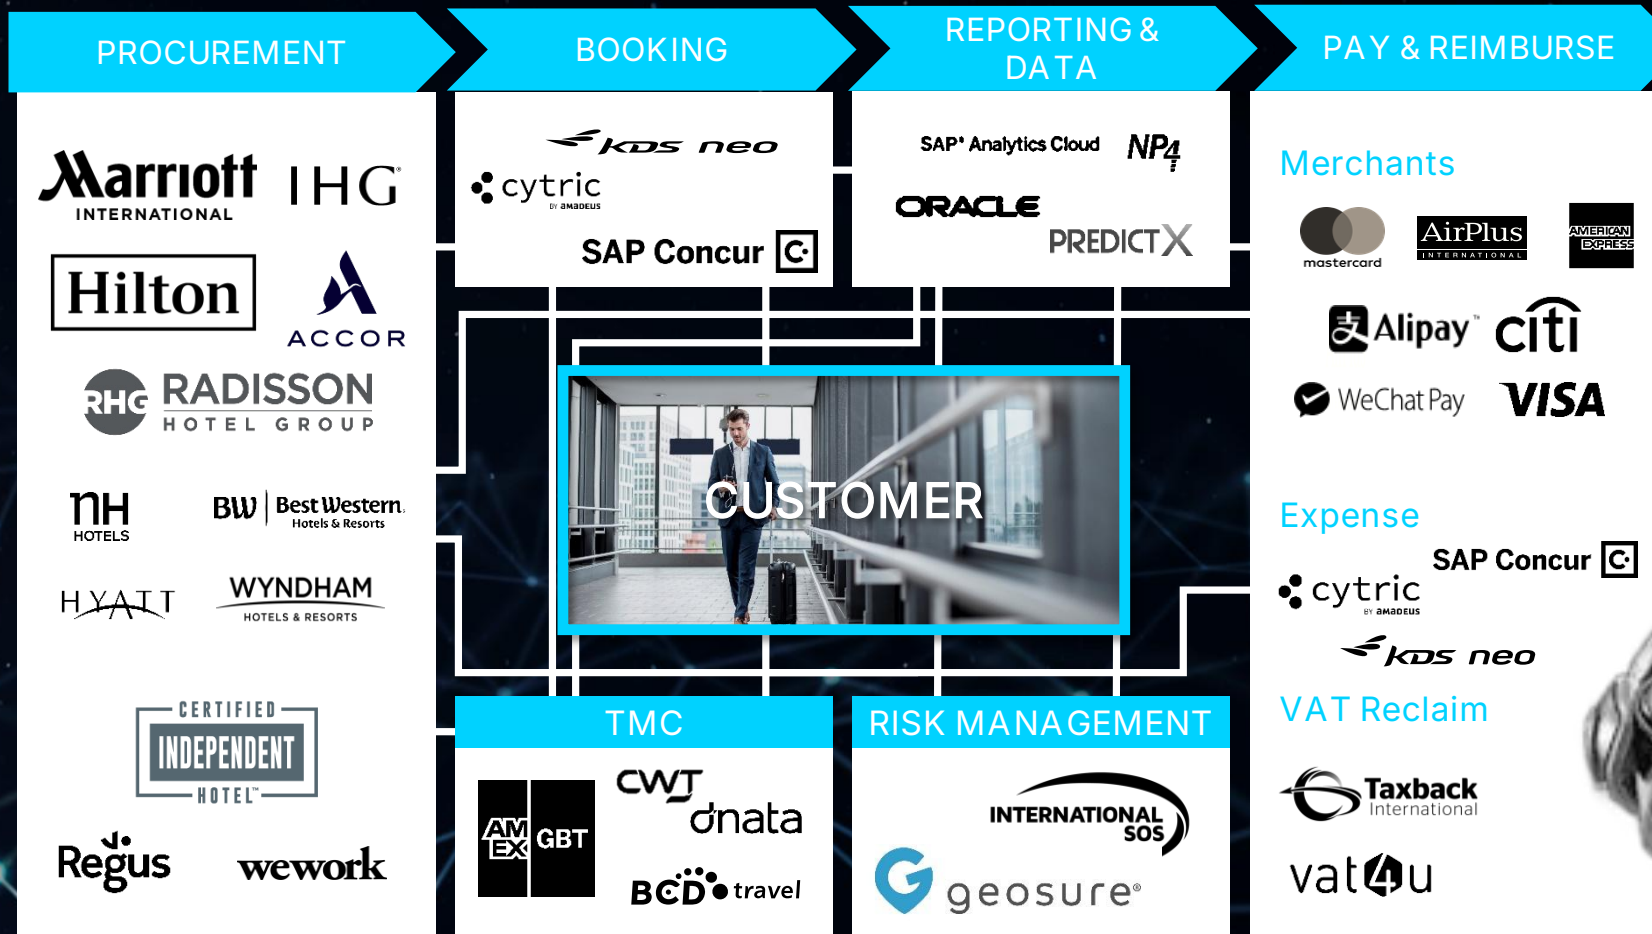 PROCUREMENT
BOOKING
REPORTING &
DATA
PAY & REIMBURSE
Marriott
INTERNATIONAL
IHG®
Hilton
ACCOR
RHG RADISSON
HOTEL GROUP
nH
HOTELS
BW Best Western.
Hotels & Resorts
HYATT
WYNDHAM
HOTELS & RESORTS
CERTIFIED
INDEPENDENT
HOTEL™
Regus
wework
KDS neo
cytric
BY AMADEUS
SAP Concur C.
SAP® Analytics Cloud
NP4
ORACLE
PREDICTX
Merchants
mastercard
AirPlus
INTERNATIONAL
AMERICAN
EXPRESS
支 Alipay™
citi
WeChat Pay
VISA
Expense
SAP Concur C.
cytric
BY AMADEUS
KDS neo
VAT Reclaim
Taxback
International
vat4u
CUSTOMER
TMC
AM
EX GBT
CWT
dnata
BCD travel
RISK MANAGEMENT
INTERNATIONAL
SOS
G geosure®